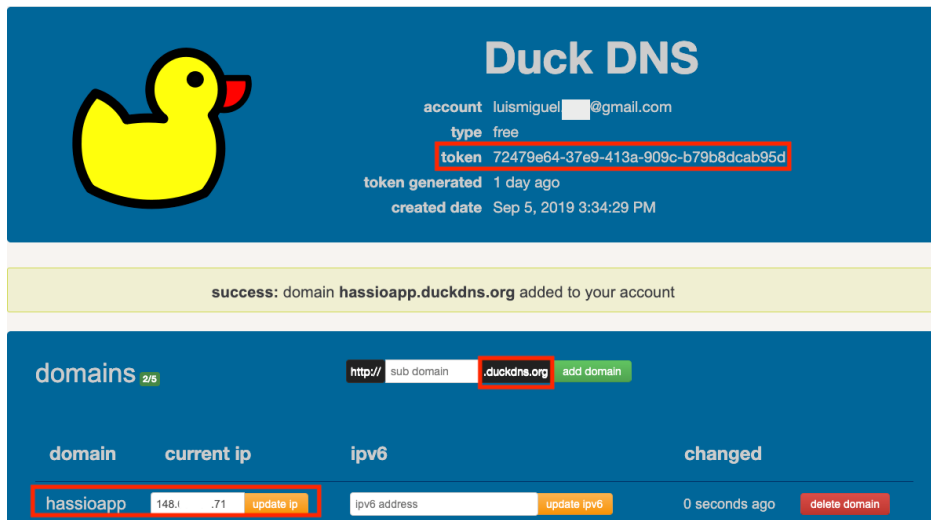 Duck DNS
account luismiguel @gmail.com
type free
token 72479e64-37e9-413a-909c-b79b8dcab95d
token generated 1 day ago
created date Sep 5, 2019 3:34:29 PM
success: domain hassioapp.duckdns.org added to your account
domains 2/5 http:// sub domain .duckdns.org add domain
domain current ip ipv6 changed
hassioapp 148. .71 update ip ipv6 address update ipv6 0 seconds ago delete domain